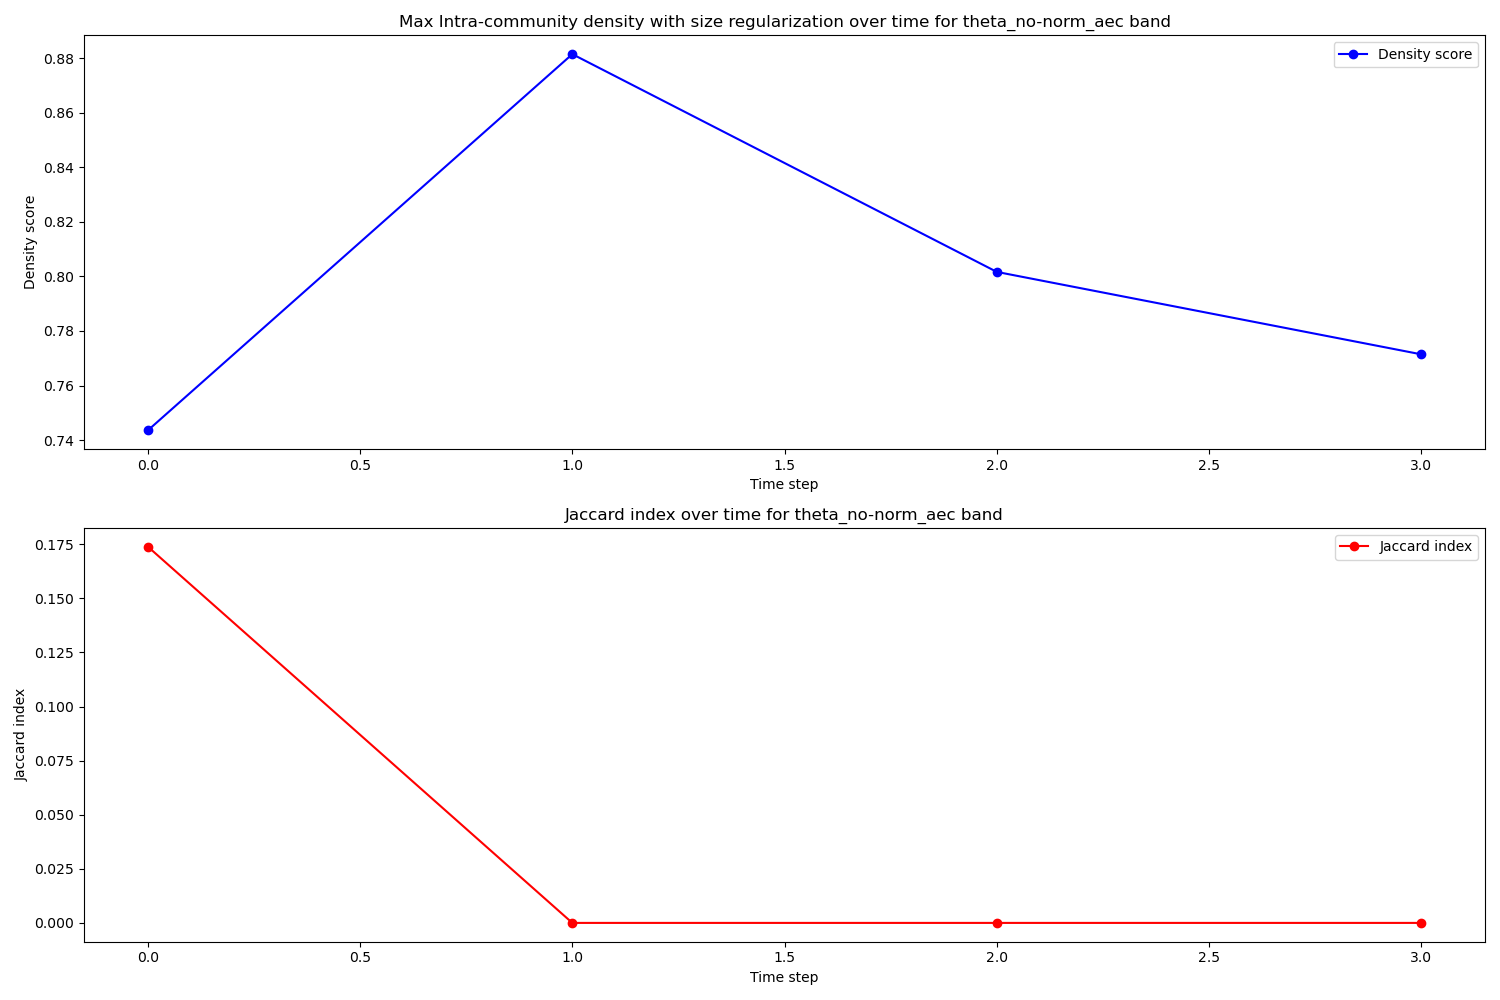 Max Intra-community density with size regularization over time for theta_no-norm_aec band
Density score
0.88
0.86
0.84
0.82
0.80
0.78
0.76
0.74
Density score
0.0 0.5 1.0 1.5 2.0 2.5 3.0
Time step
Jaccard index over time for theta_no-norm_aec band
Jaccard index
0.175
0.150
0.125
0.100
0.075
0.050
0.025
0.000
Jaccard index
0.0 0.5 1.0 1.5 2.0 2.5 3.0
Time step